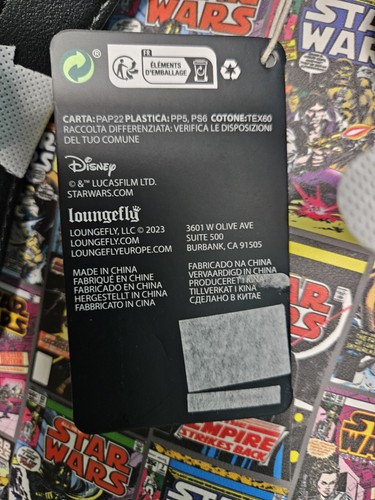 FR
ÉLÉMENTS
D'EMBALLAGE
CARTA:PAP22 PLASTICA:PP5, PS6 COTONE:TEX60
RACCOLTA DIFFERENZIATA: VERIFICA LE DISPOSIZIONI
DEL TUO COMUNE
Disney
© &™ LUCASFILM LTD.
STARWARS.COM
loungefly
LOUNGEFLY, LLC © 2023
LOUNGEFLY.COM
LOUNGEFLYEUROPE.COM
3601 W OLIVE AVE
SUITE 500
BURBANK, CA 91505
MADE IN CHINA
FABRIQUÉ EN CHINE
FABRICADO EN CHINA
HERGESTELLT IN CHINA
FABBRICATO IN CINA
FABRICADO NA CHINA
VERVAARDIGD IN CHINA
PRODUCERET I
TILLVERKAT I KINA
СДЕЛАНО В КИТАЕ
STAR
WARS
STAR
WARS
STAR
WARS
STAR
WARS
EMPIRE
STRIKES BACK